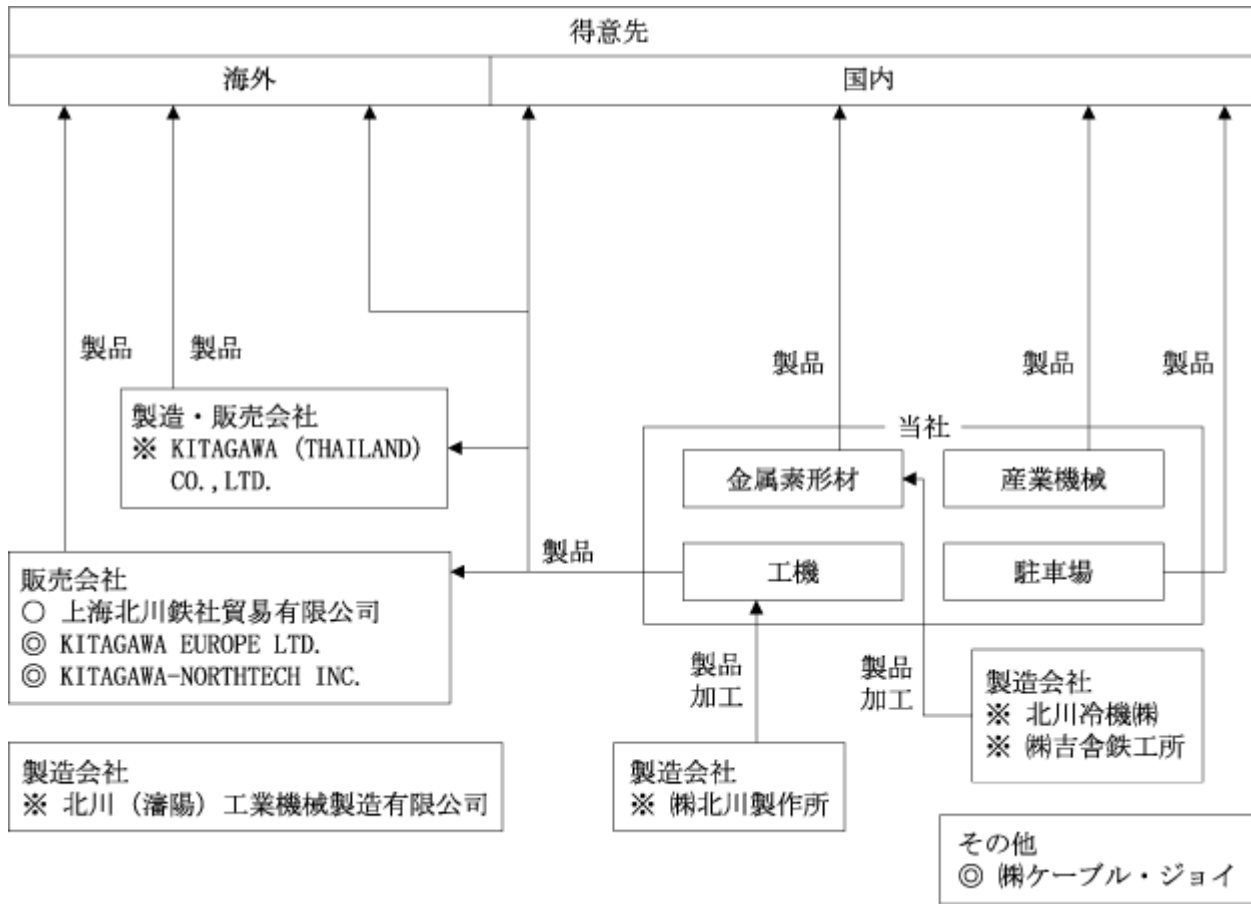 得意先
海外
国内
製品
製品
製品
製品
製品
製造・販売会社
※ KITAGAWA (THAILAND)
CO.,LTD.
当社
金属素形材
産業機械
製品
工機
駐車場
販売会社
○ 上海北川鉄社貿易有限公司
◎ KITAGAWA EUROPE LTD.
◎ KITAGAWA-NORTHTECH INC.
製品
加工
製品
加工
製造会社
※ 北川冷機㈱
※ ㈱吉舎鉄工所
製造会社
※ 北川（瀋陽）工業機械製造有限公司
製造会社
※ ㈱北川製作所
その他
◎ ㈱ケーブル・ジョイ